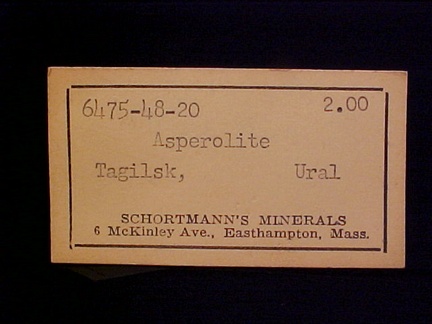 6475-48-20 2.00
Asperolite
Tagilsk, Ural
SCHORTMANN'S MINERALS
6 McKinley Ave., Easthampton, Mass.